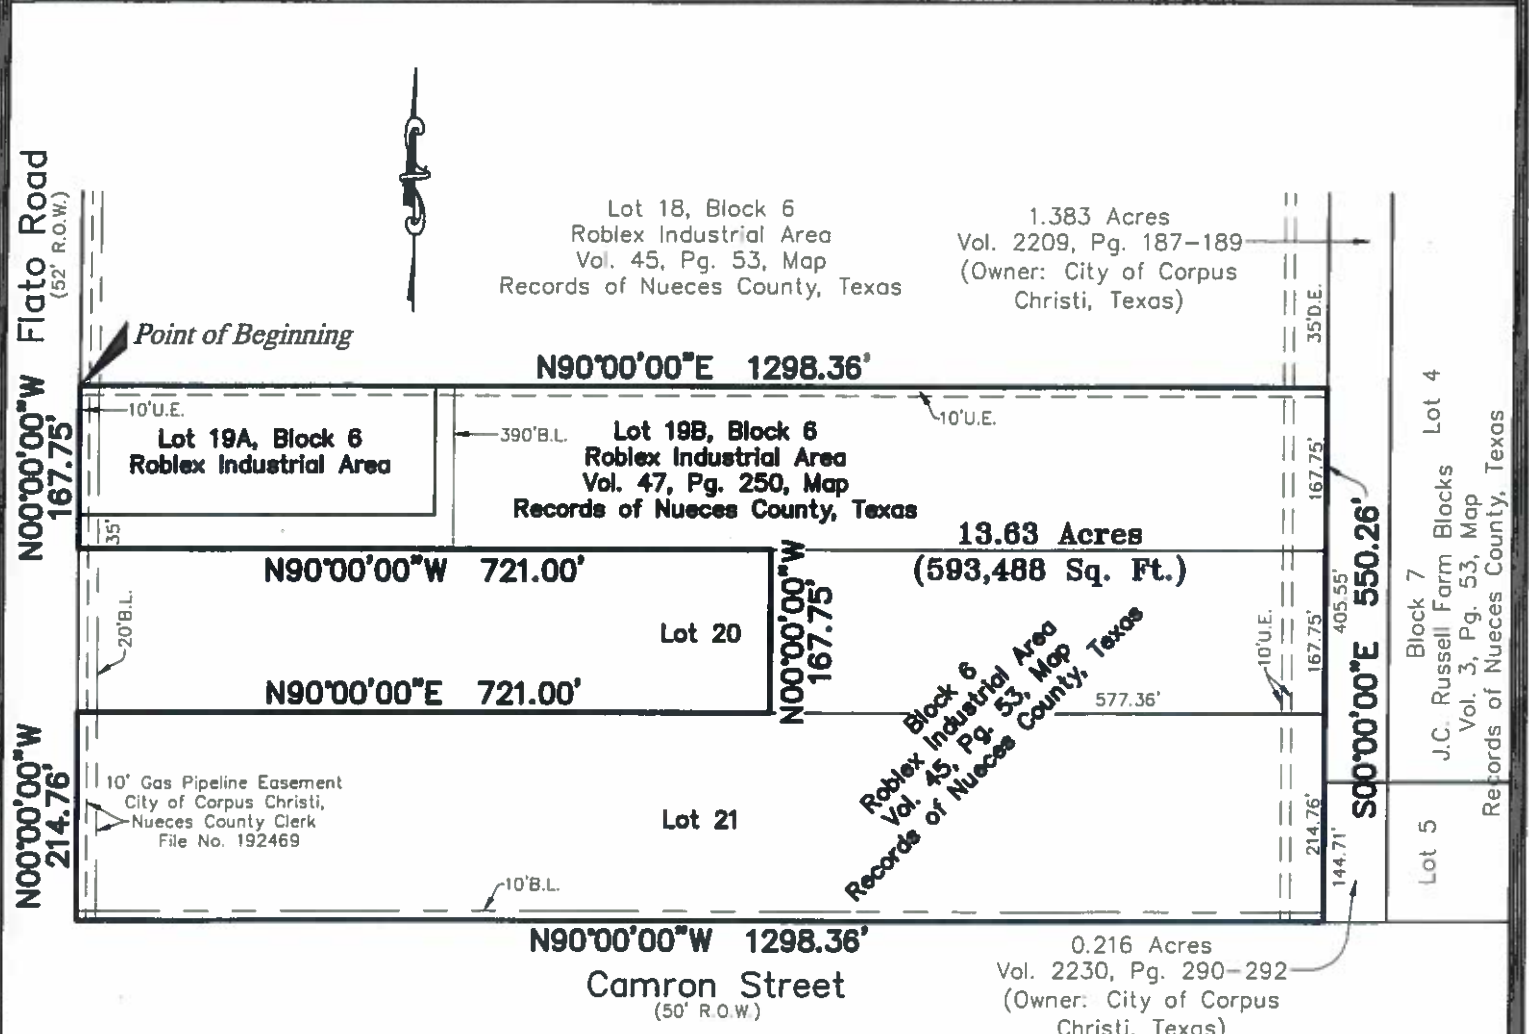 Flato Road
(52' R.O.W.)
Lot 18, Block 6
Roblex Industrial Area
Vol. 45, Pg. 53, Map
Records of Nueces County, Texas
1.383 Acres
Vol. 2209, Pg. 187-189
(Owner: City of Corpus
Christi, Texas)
35'D.E.
Point of Beginning
N90°00'00"E 1298.36'
N00°00'00"W
167.75'
10'U.E.
Lot 19A, Block 6
Roblex Industrial Area
35'
390'B.L.
Lot 19B, Block 6
Roblex Industrial Area
Vol. 47, Pg. 250, Map
Records of Nueces County, Texas
10'U.E.
167.75'
13.63 Acres
(593,488 Sq. Ft.)
N90°00'00"W 721.00'
N00°00'00"W
167.75'
20'B.L.
Lot 20
N90°00'00"E 721.00'
10'U.E.
167.75'
405.55'
S00°00'00"E 550.26'
577.36'
Block 6
Roblex Industrial Area
Vol. 45, Pg. 53, Map
Records of Nueces County, Texas
Lot 4
Block 7
J.C. Russell Farm Blocks
Vol. 3, Pg. 53, Map
Records of Nueces County, Texas
N00°00'00"W
214.76'
10' Gas Pipeline Easement
City of Corpus Christi,
Nueces County Clerk
File No. 192469
Lot 21
214.76'
144.71'
Lot 5
10'B.L.
N90°00'00"W 1298.36'
Camron Street
(50' R.O.W.)
0.216 Acres
Vol. 2230, Pg. 290-292
(Owner: City of Corpus
Christi, Texas)